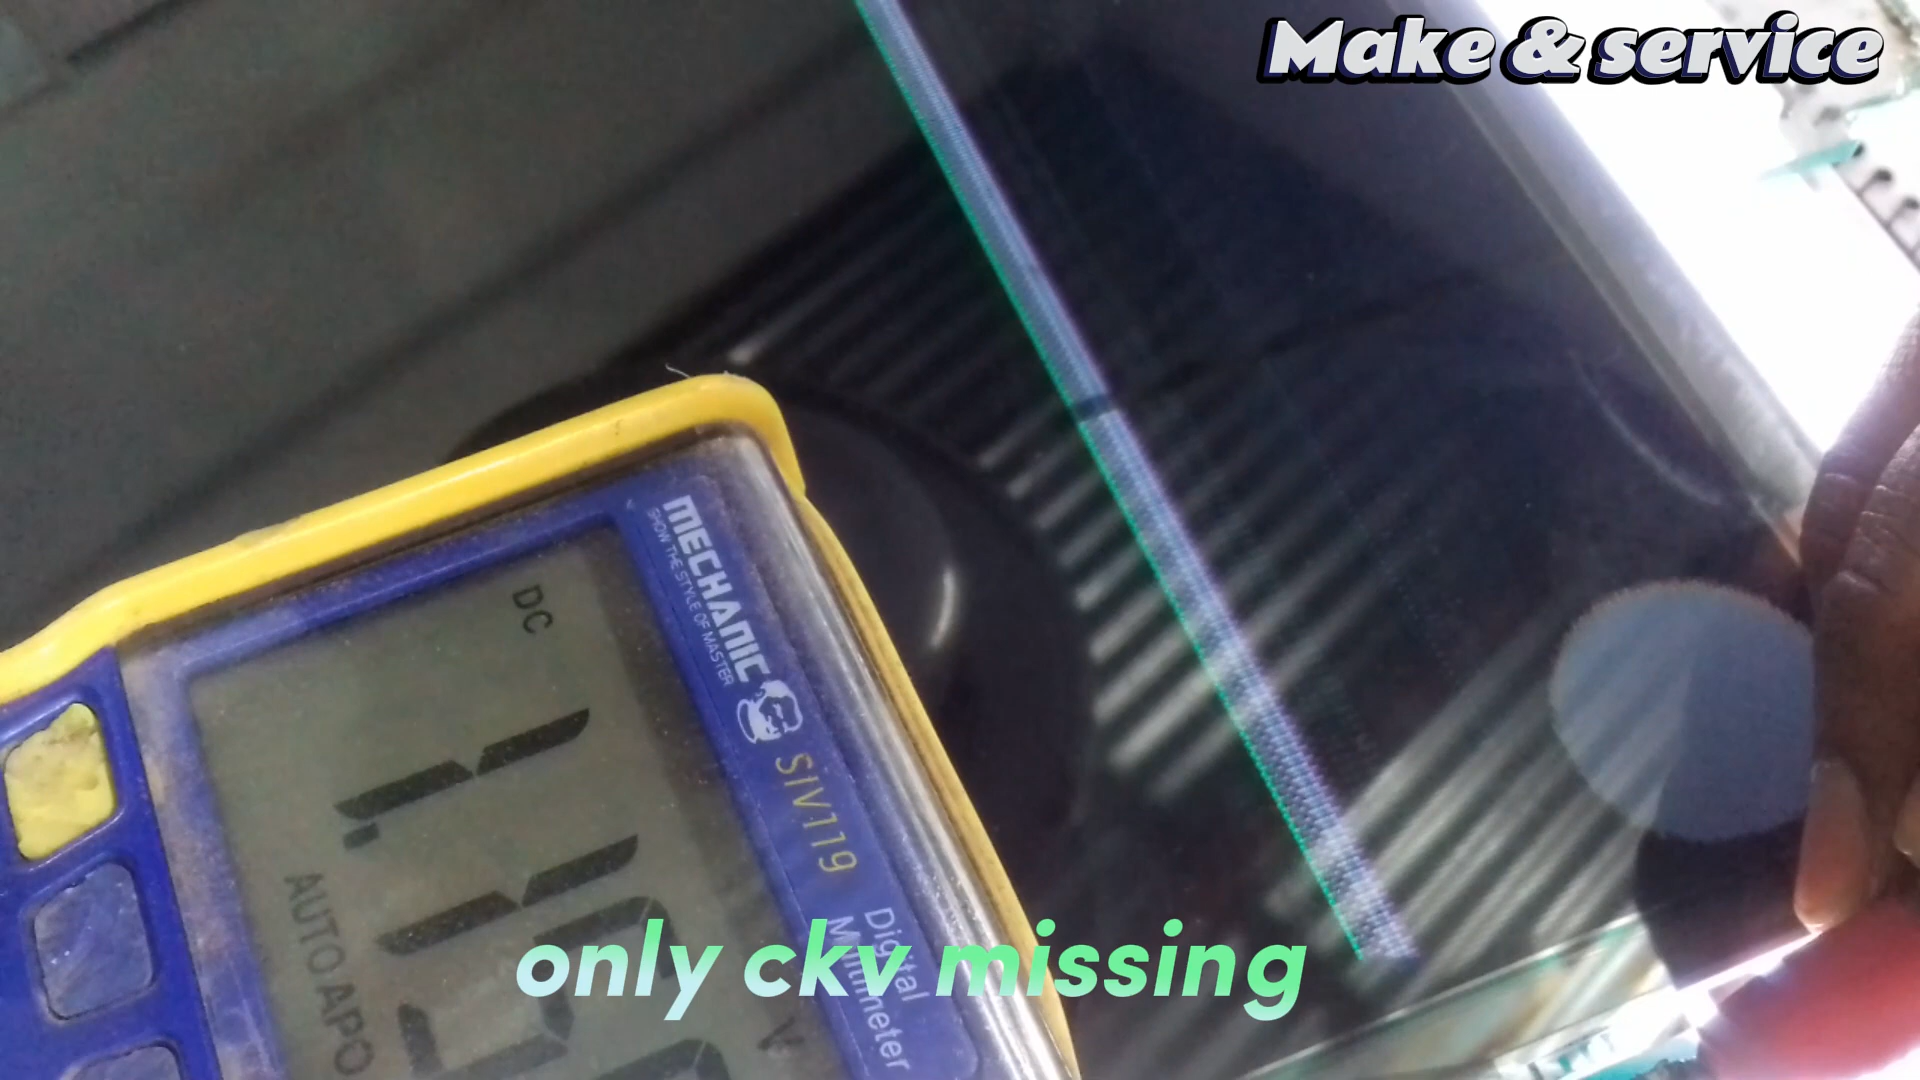 Make & service
MECHANIC
SHOW THE STYLE OF MASTER
SIV119
Digital
Multimeter
DC
AUTO APO
V
only ckv missing